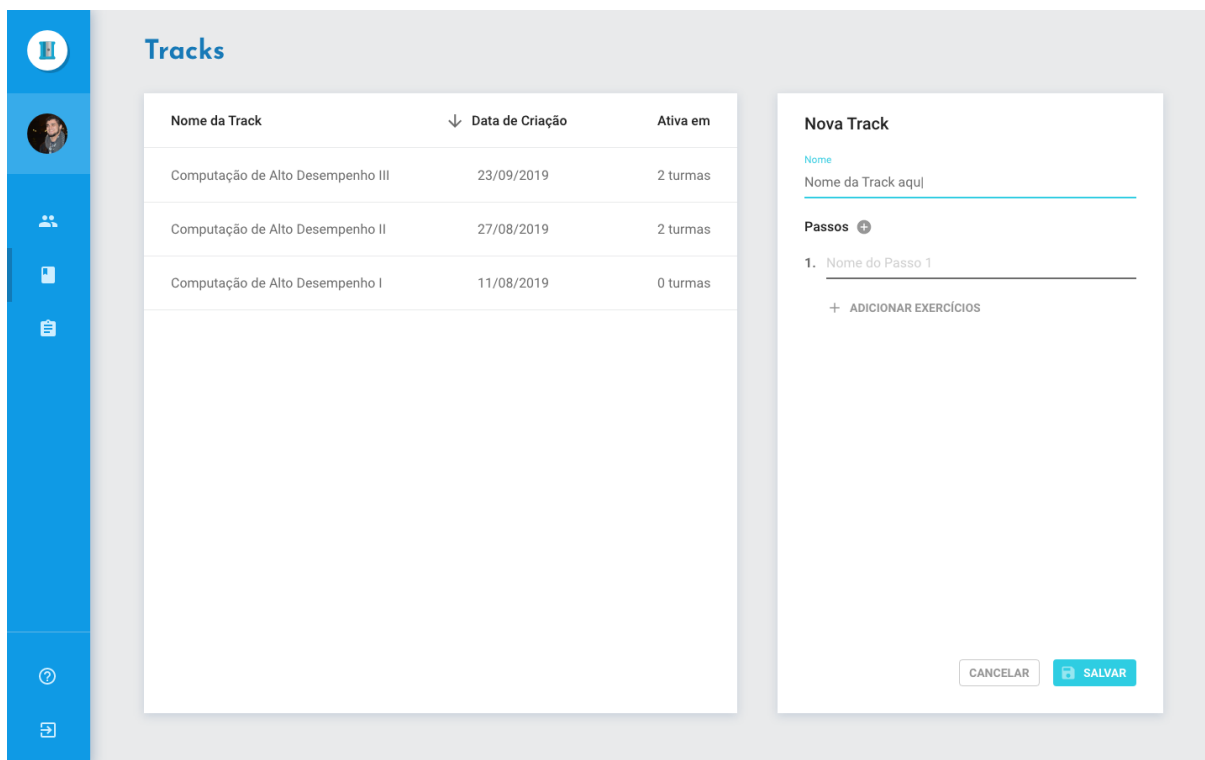 Tracks
Nome da Track Data de Criação Ativa em
Computação de Alto Desempenho III 23/09/2019 2 turmas
Computação de Alto Desempenho II 27/08/2019 2 turmas
Computação de Alto Desempenho I 11/08/2019 0 turmas
Nova Track
Nome
Nome da Track aqui
Passos
1. Nome do Passo 1
+ ADICIONAR EXERCÍCIOS
CANCELAR SALVAR